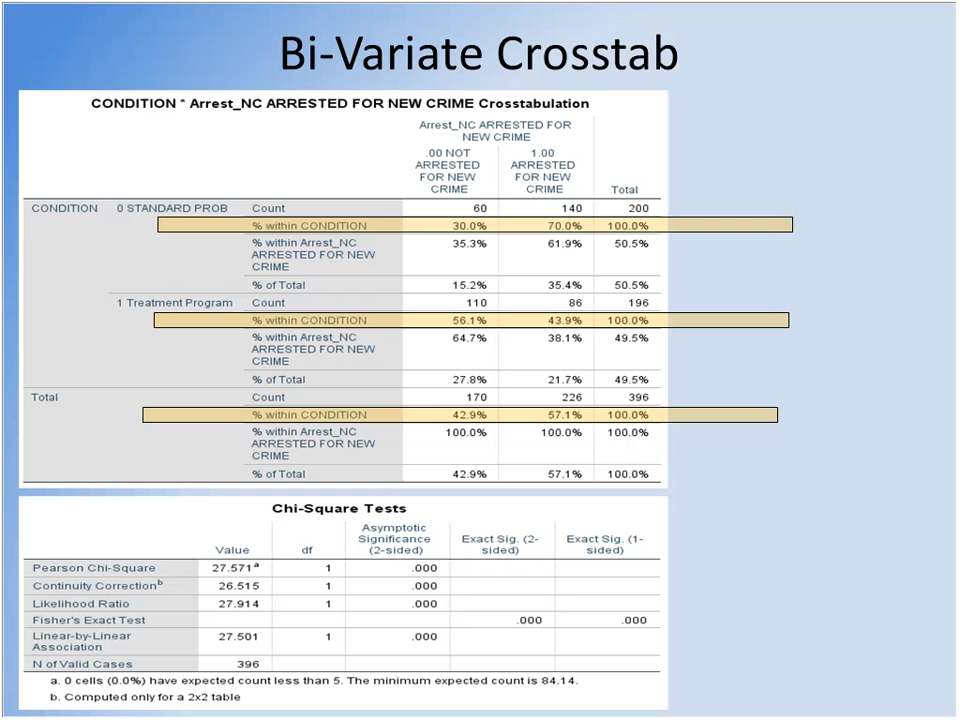 Bi-Variate Crosstab
CONDITION * Arrest_NC ARRESTED FOR NEW CRIME Crosstabulation
Arrest_NC ARRESTED FOR
NEW CRIME
.00 NOT
ARRESTED
FOR NEW
CRIME
1.00
ARRESTED
FOR NEW
CRIME
Total
CONDITION 0 STANDARD PROB Count 60 140 200
% within CONDITION 30.0% 70.0% 100.0%
% within Arrest_NC 35.3% 61.9% 50.5%
ARRESTED FOR NEW
CRIME
% of Total 15.2% 35.4% 50.5%
1 Treatment Program Count 110 86 196
% within CONDITION 56.1% 43.9% 100.0%
% within Arrest_NC 64.7% 38.1% 49.5%
ARRESTED FOR NEW
CRIME
% of Total 27.8% 21.7% 49.5%
Total Count 170 226 396
% within CONDITION 42.9% 57.1% 100.0%
% within Arrest_NC 100.0% 100.0% 100.0%
ARRESTED FOR NEW
CRIME
% of Total 42.9% 57.1% 100.0%
Chi-Square Tests
Value
df
Asymptotic
Significance
(2-sided)
Exact Sig. (2-
sided)
Exact Sig. (1-
sided)
Pearson Chi-Square 27.571a 1 .000
Continuity Correctionb 26.515 1 .000
Likelihood Ratio 27.914 1 .000
Fisher's Exact Test .000 .000
Linear-by-Linear 27.501 1 .000
Association
N of Valid Cases 396
a. 0 cells (0.0%) have expected count less than 5. The minimum expected count is 84.14.
b. Computed only for a 2x2 table